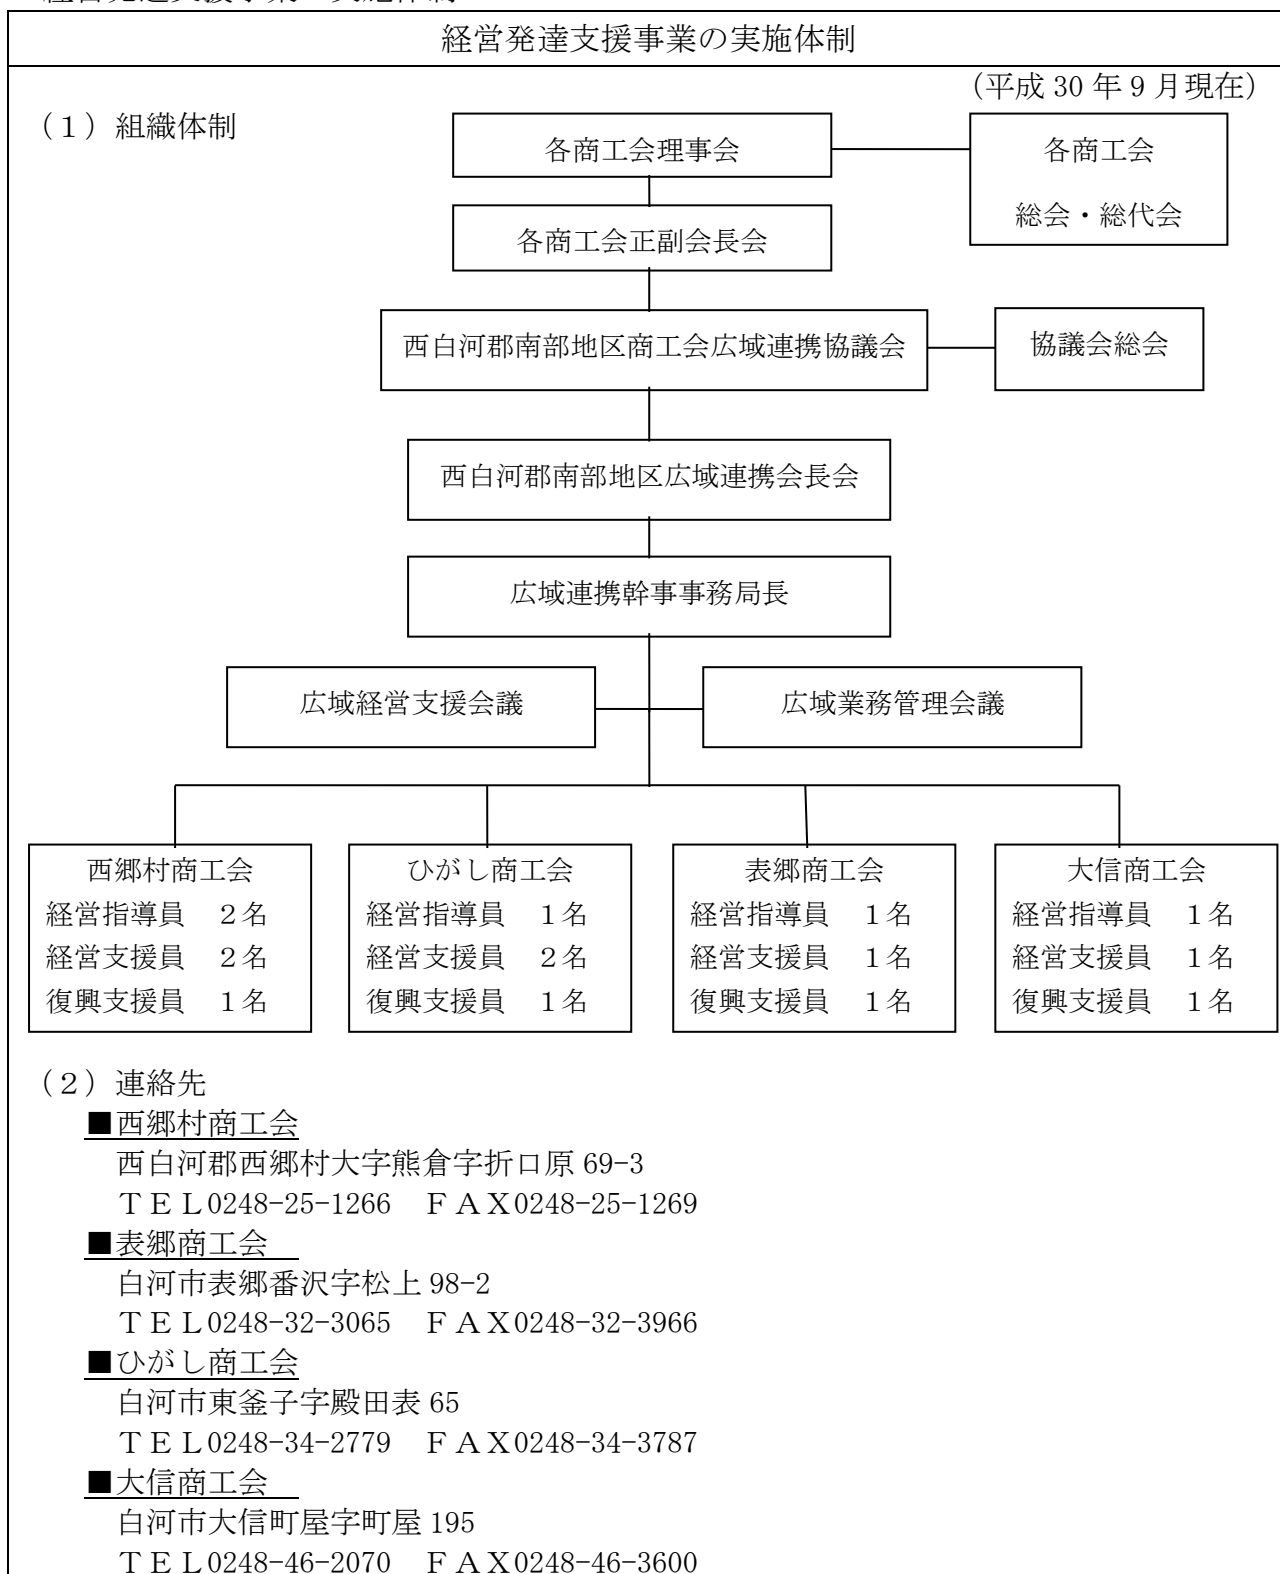 経営発達支援事業の実施体制
（平成 30 年 9 月現在）
（１）組織体制
各商工会理事会
各商工会
総会・総代会
各商工会正副会長会
西白河郡南部地区商工会広域連携協議会
協議会総会
西白河郡南部地区広域連携会長会
広域連携幹事事務局長
広域経営支援会議
広域業務管理会議
西郷村商工会
経営指導員　２名
経営支援員　２名
復興支援員　１名
ひがし商工会
経営指導員　１名
経営支援員　２名
復興支援員　１名
表郷商工会
経営指導員　１名
経営支援員　１名
復興支援員　１名
大信商工会
経営指導員　１名
経営支援員　１名
復興支援員　１名
（２）連絡先
■西郷村商工会
西白河郡西郷村大字熊倉字折口原 69-3
ＴＥＬ0248-25-1266　ＦＡＸ0248-25-1269
■表郷商工会
白河市表郷番沢字松上 98-2
ＴＥＬ0248-32-3065　ＦＡＸ0248-32-3966
■ひがし商工会
白河市東釜子字殿田表 65
ＴＥＬ0248-34-2779　ＦＡＸ0248-34-3787
■大信商工会
白河市大信町屋字町屋 195
ＴＥＬ0248-46-2070　ＦＡＸ0248-46-3600